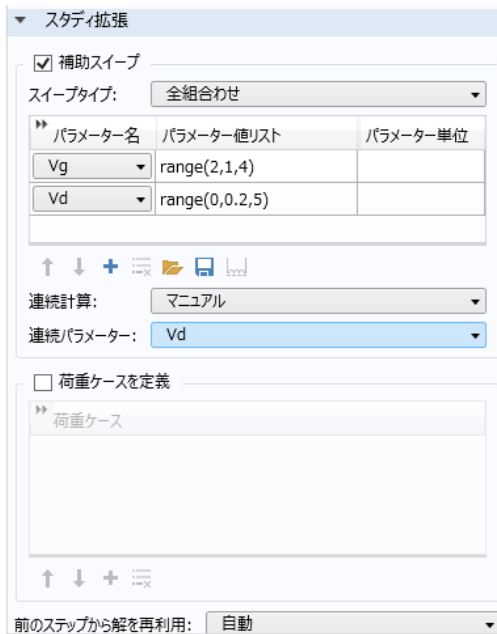 スタディ拡張
補助スイープ
スイープタイプ: 全組合わせ
パラメーター名 パラメーター値リスト パラメーター単位
Vg range(2,1,4)
Vd range(0,0.2,5)
連続計算: マニュアル
連続パラメーター: Vd
荷重ケースを定義
荷重ケース
前のステップから解を再利用: 自動